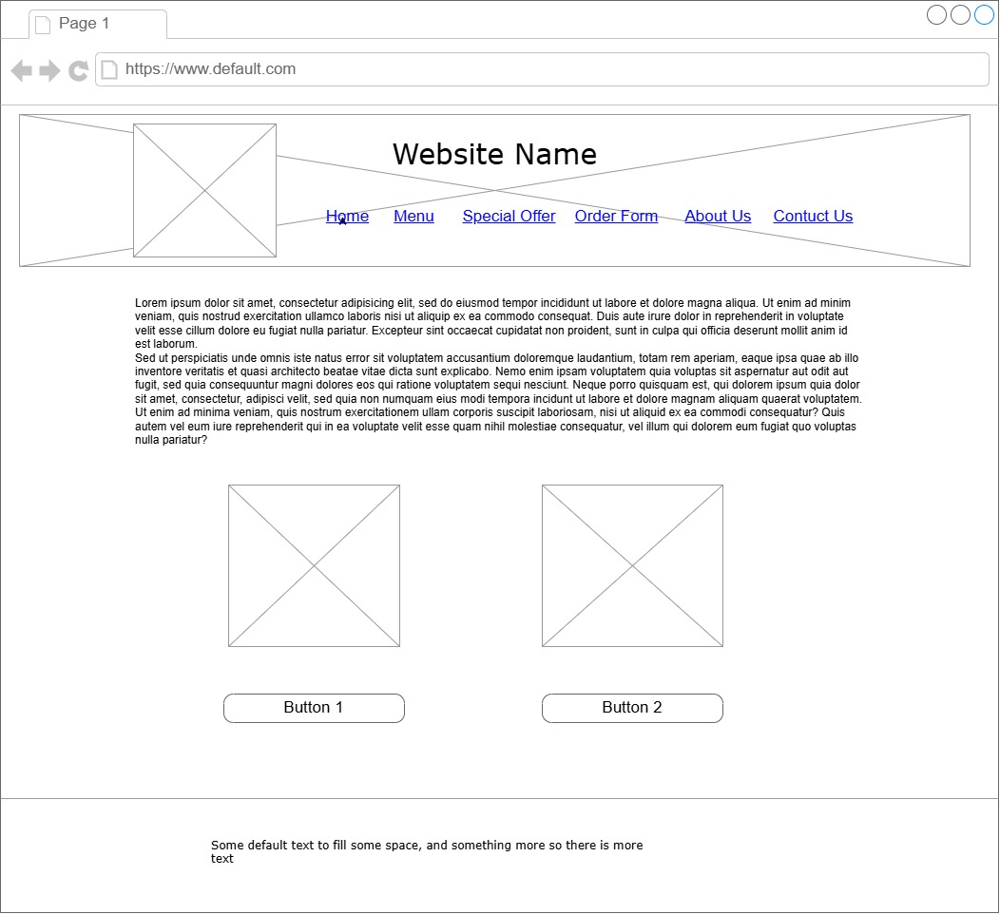 Page 1
https://www.default.com
Website Name
Home Menu Special Offer Order Form About Us Contuct Us
Lorem ipsum dolor sit amet, consectetur adipisicing elit, sed do eiusmod tempor incididunt ut labore et dolore magna aliqua. Ut enim ad minim
veniam, quis nostrud exercitation ullamco laboris nisi ut aliquip ex ea commodo consequat. Duis aute irure dolor in reprehenderit in voluptate
velit esse cillum dolore eu fugiat nulla pariatur. Excepteur sint occaecat cupidatat non proident, sunt in culpa qui officia deserunt mollit anim id
est laborum.
Sed ut perspiciatis unde omnis iste natus error sit voluptatem accusantium doloremque laudantium, totam rem aperiam, eaque ipsa quae ab illo
inventore veritatis et quasi architecto beatae vitae dicta sunt explicabo. Nemo enim ipsam voluptatem quia voluptas sit aspernatur aut odit aut
fugit, sed quia consequuntur magni dolores eos qui ratione voluptatem sequi nesciunt. Neque porro quisquam est, qui dolorem ipsum quia dolor
sit amet, consectetur, adipisci velit, sed quia non numquam eius modi tempora incidunt ut labore et dolore magnam aliquam quaerat voluptatem.
Ut enim ad minima veniam, quis nostrum exercitationem ullam corporis suscipit laboriosam, nisi ut aliquid ex ea commodi consequatur? Quis
autem vel eum iure reprehenderit qui in ea voluptate velit esse quam nihil molestiae consequatur, vel illum qui dolorem eum fugiat quo voluptas
nulla pariatur?
Button 1 Button 2
Some default text to fill some space, and something more so there is more
text